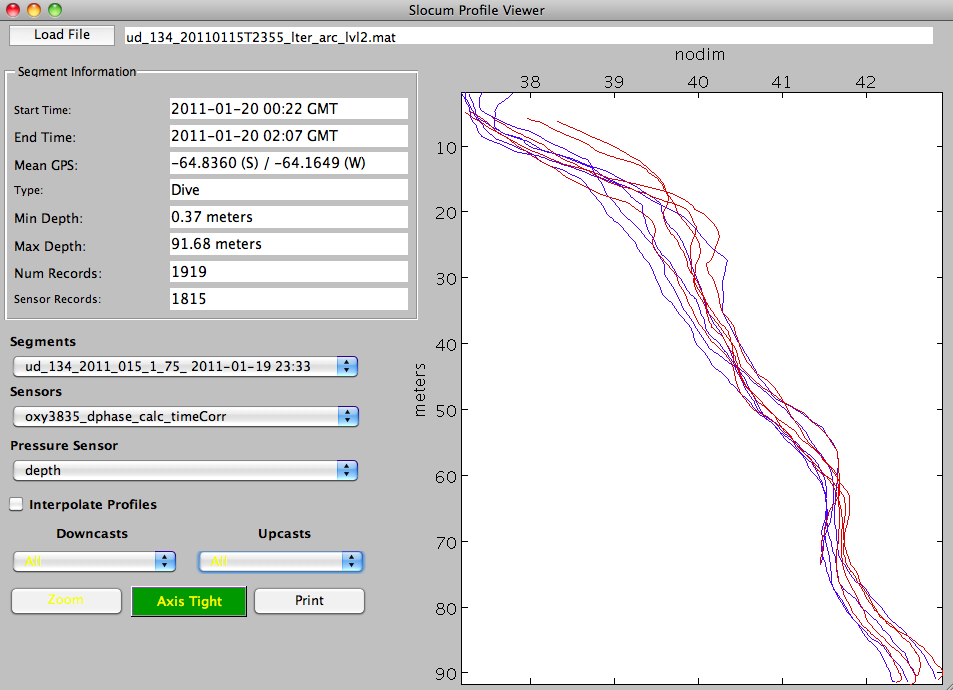 Slocum Profile Viewer
Load File
ud_134_20110115T2355_lter_arc_lvl2.mat
Segment Information
Start Time: 2011-01-20 00:22 GMT
End Time: 2011-01-20 02:07 GMT
Mean GPS: -64.8360 (S) / -64.1649 (W)
Type: Dive
Min Depth: 0.37 meters
Max Depth: 91.68 meters
Num Records: 1919
Sensor Records: 1815
Segments
ud_134_2011_015_1_75_ 2011-01-19 23:33
Sensors
oxy3835_dphase_calc_timeCorr
Pressure Sensor
depth
Interpolate Profiles
Downcasts Upcasts
All All
Zoom Axis Tight Print
nodim
38 39 40 41 42
meters
10
20
30
40
50
60
70
80
90